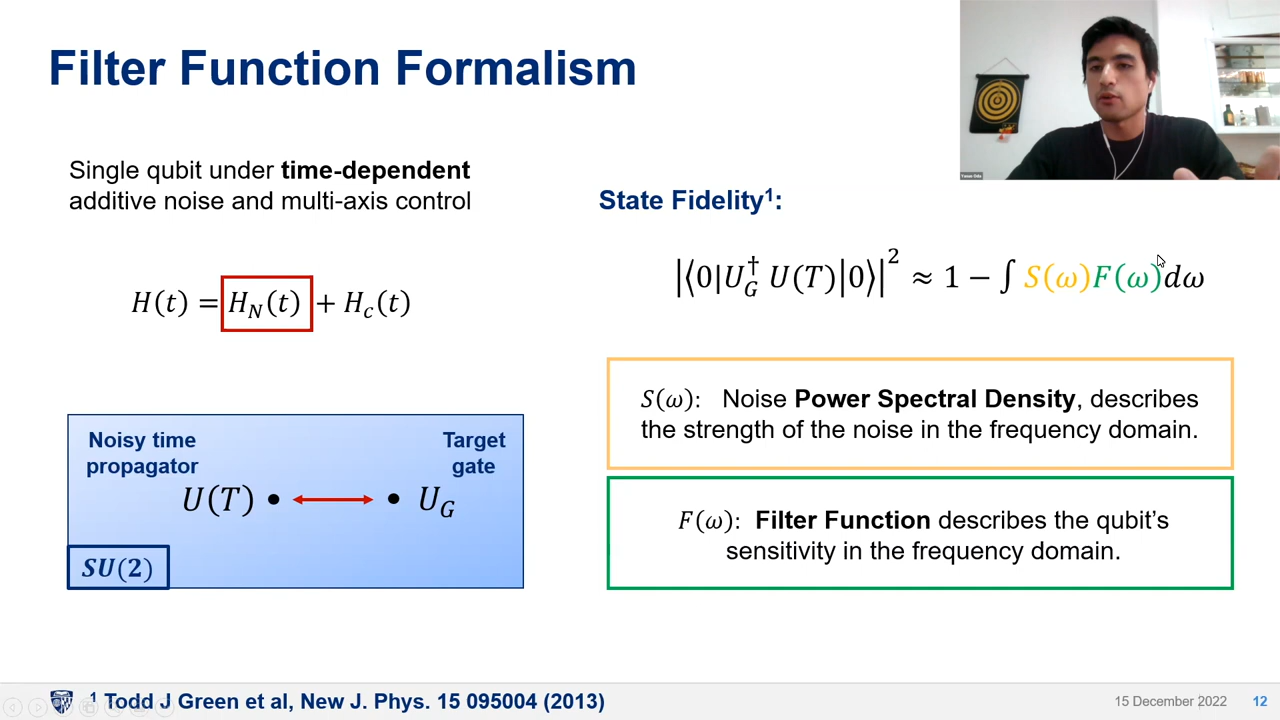 Filter Function Formalism
Single qubit under time-dependent
additive noise and multi-axis control
H(t) = H_N(t) + H_c(t)
Noisy time
propagator
Target
gate
U(T) • ↔ • U_G
SU(2)
State Fidelity¹:
|⟨0|U_G^† U(T)|0⟩|² ≈ 1 − ∫ S(ω)F(ω)dω
S(ω): Noise Power Spectral Density, describes
the strength of the noise in the frequency domain.
F(ω): Filter Function describes the qubit's
sensitivity in the frequency domain.
¹ Todd J Green et al, New J. Phys. 15 095004 (2013)
15 December 2022 12